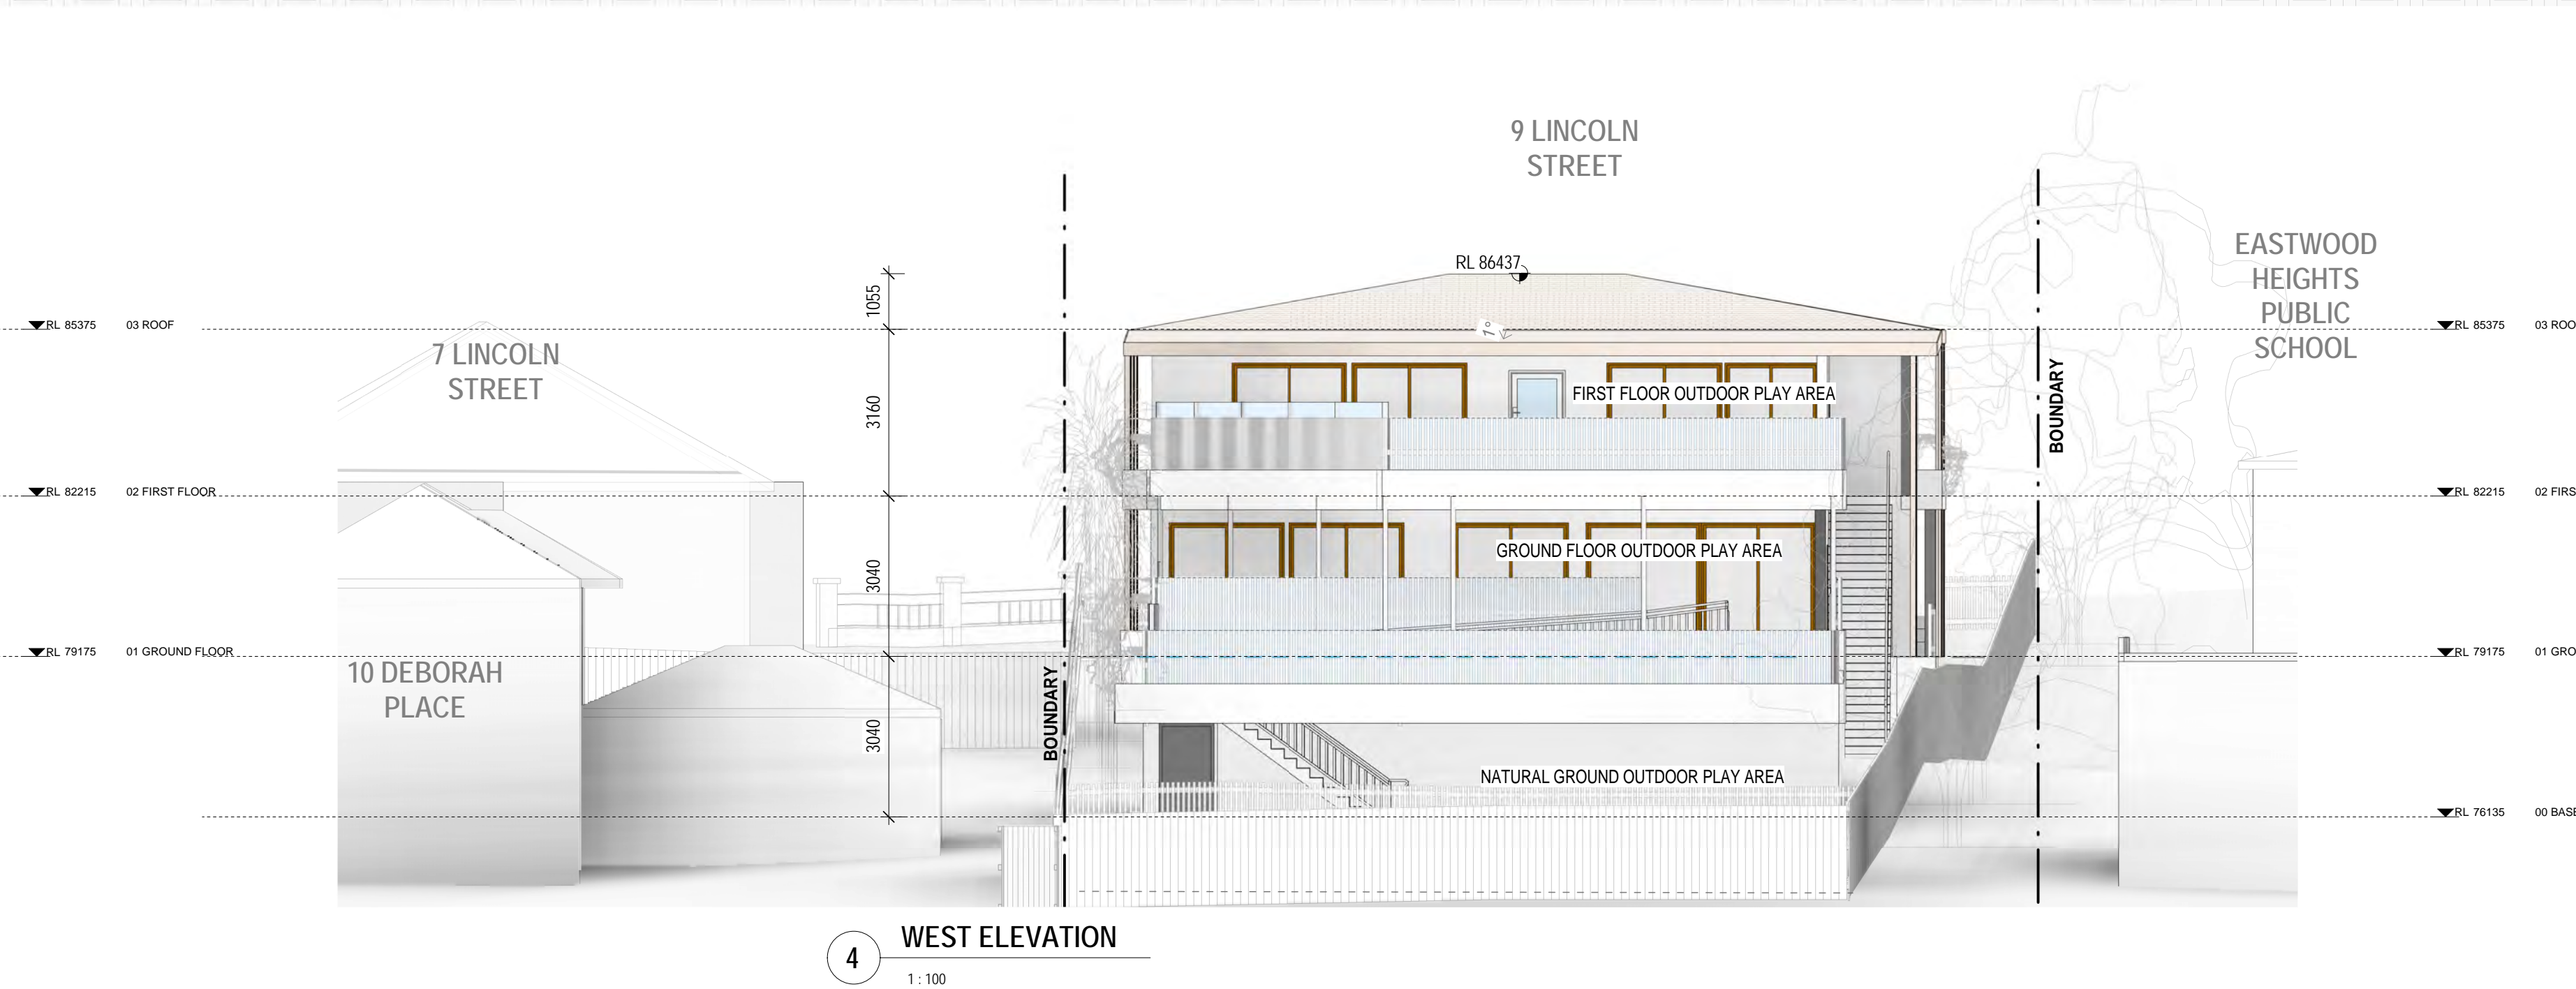 9 LINCOLN
STREET
EASTWOOD
HEIGHTS
PUBLIC
SCHOOL
RL 86437
1055
RL 85375 03 ROOF
1°
RL 85375 03 ROO
7 LINCOLN
STREET
BOUNDARY
3160
FIRST FLOOR OUTDOOR PLAY AREA
RL 82215 02 FIRST FLOOR
RL 82215 02 FIRS
GROUND FLOOR OUTDOOR PLAY AREA
3040
RL 79175 01 GROUND FLOOR
RL 79175 01 GRO
10 DEBORAH
PLACE
BOUNDARY
3040
NATURAL GROUND OUTDOOR PLAY AREA
RL 76135 00 BASE
4
WEST ELEVATION
1 : 100